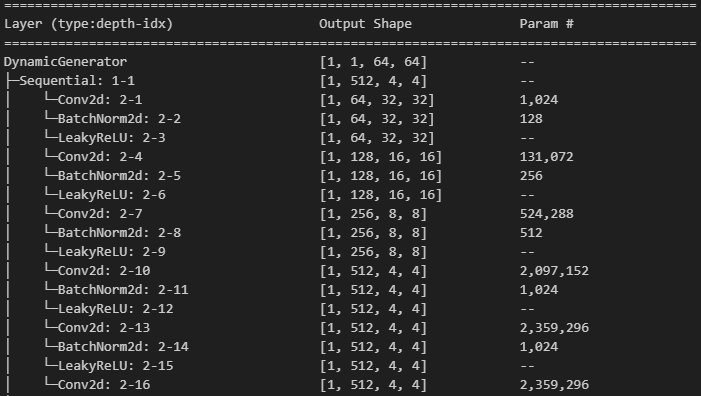 ==========================================================================================
Layer (type:depth-idx)                   Output Shape              Param #
==========================================================================================
DynamicGenerator                         [1, 1, 64, 64]            --
├─Sequential: 1-1                        [1, 512, 4, 4]            --
│    └─Conv2d: 2-1                       [1, 64, 32, 32]           1,024
│    └─BatchNorm2d: 2-2                  [1, 64, 32, 32]           128
│    └─LeakyReLU: 2-3                    [1, 64, 32, 32]           --
│    └─Conv2d: 2-4                       [1, 128, 16, 16]          131,072
│    └─BatchNorm2d: 2-5                  [1, 128, 16, 16]          256
│    └─LeakyReLU: 2-6                    [1, 128, 16, 16]          --
│    └─Conv2d: 2-7                       [1, 256, 8, 8]            524,288
│    └─BatchNorm2d: 2-8                  [1, 256, 8, 8]            512
│    └─LeakyReLU: 2-9                    [1, 256, 8, 8]            --
│    └─Conv2d: 2-10                      [1, 512, 4, 4]            2,097,152
│    └─BatchNorm2d: 2-11                 [1, 512, 4, 4]            1,024
│    └─LeakyReLU: 2-12                   [1, 512, 4, 4]            --
│    └─Conv2d: 2-13                      [1, 512, 4, 4]            2,359,296
│    └─BatchNorm2d: 2-14                 [1, 512, 4, 4]            1,024
│    └─LeakyReLU: 2-15                   [1, 512, 4, 4]            --
│    └─Conv2d: 2-16                      [1, 512, 4, 4]            2,359,296